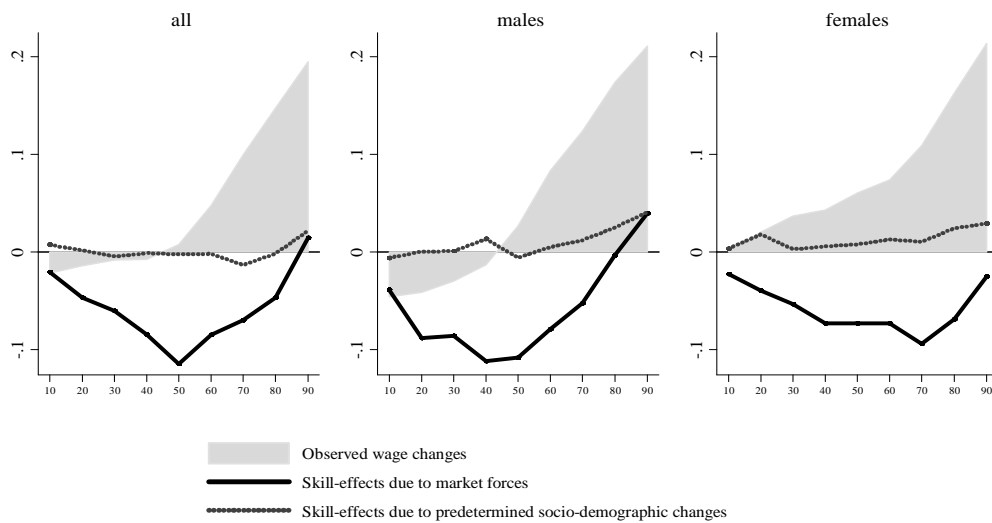 all
males
females
.2
.1
0
-.1
10 20 30 40 50 60 70 80 90
.2
.1
0
-.1
10 20 30 40 50 60 70 80 90
.2
.1
0
-.1
10 20 30 40 50 60 70 80 90
Observed wage changes
Skill-effects due to market forces
Skill-effects due to predetermined socio-demographic changes